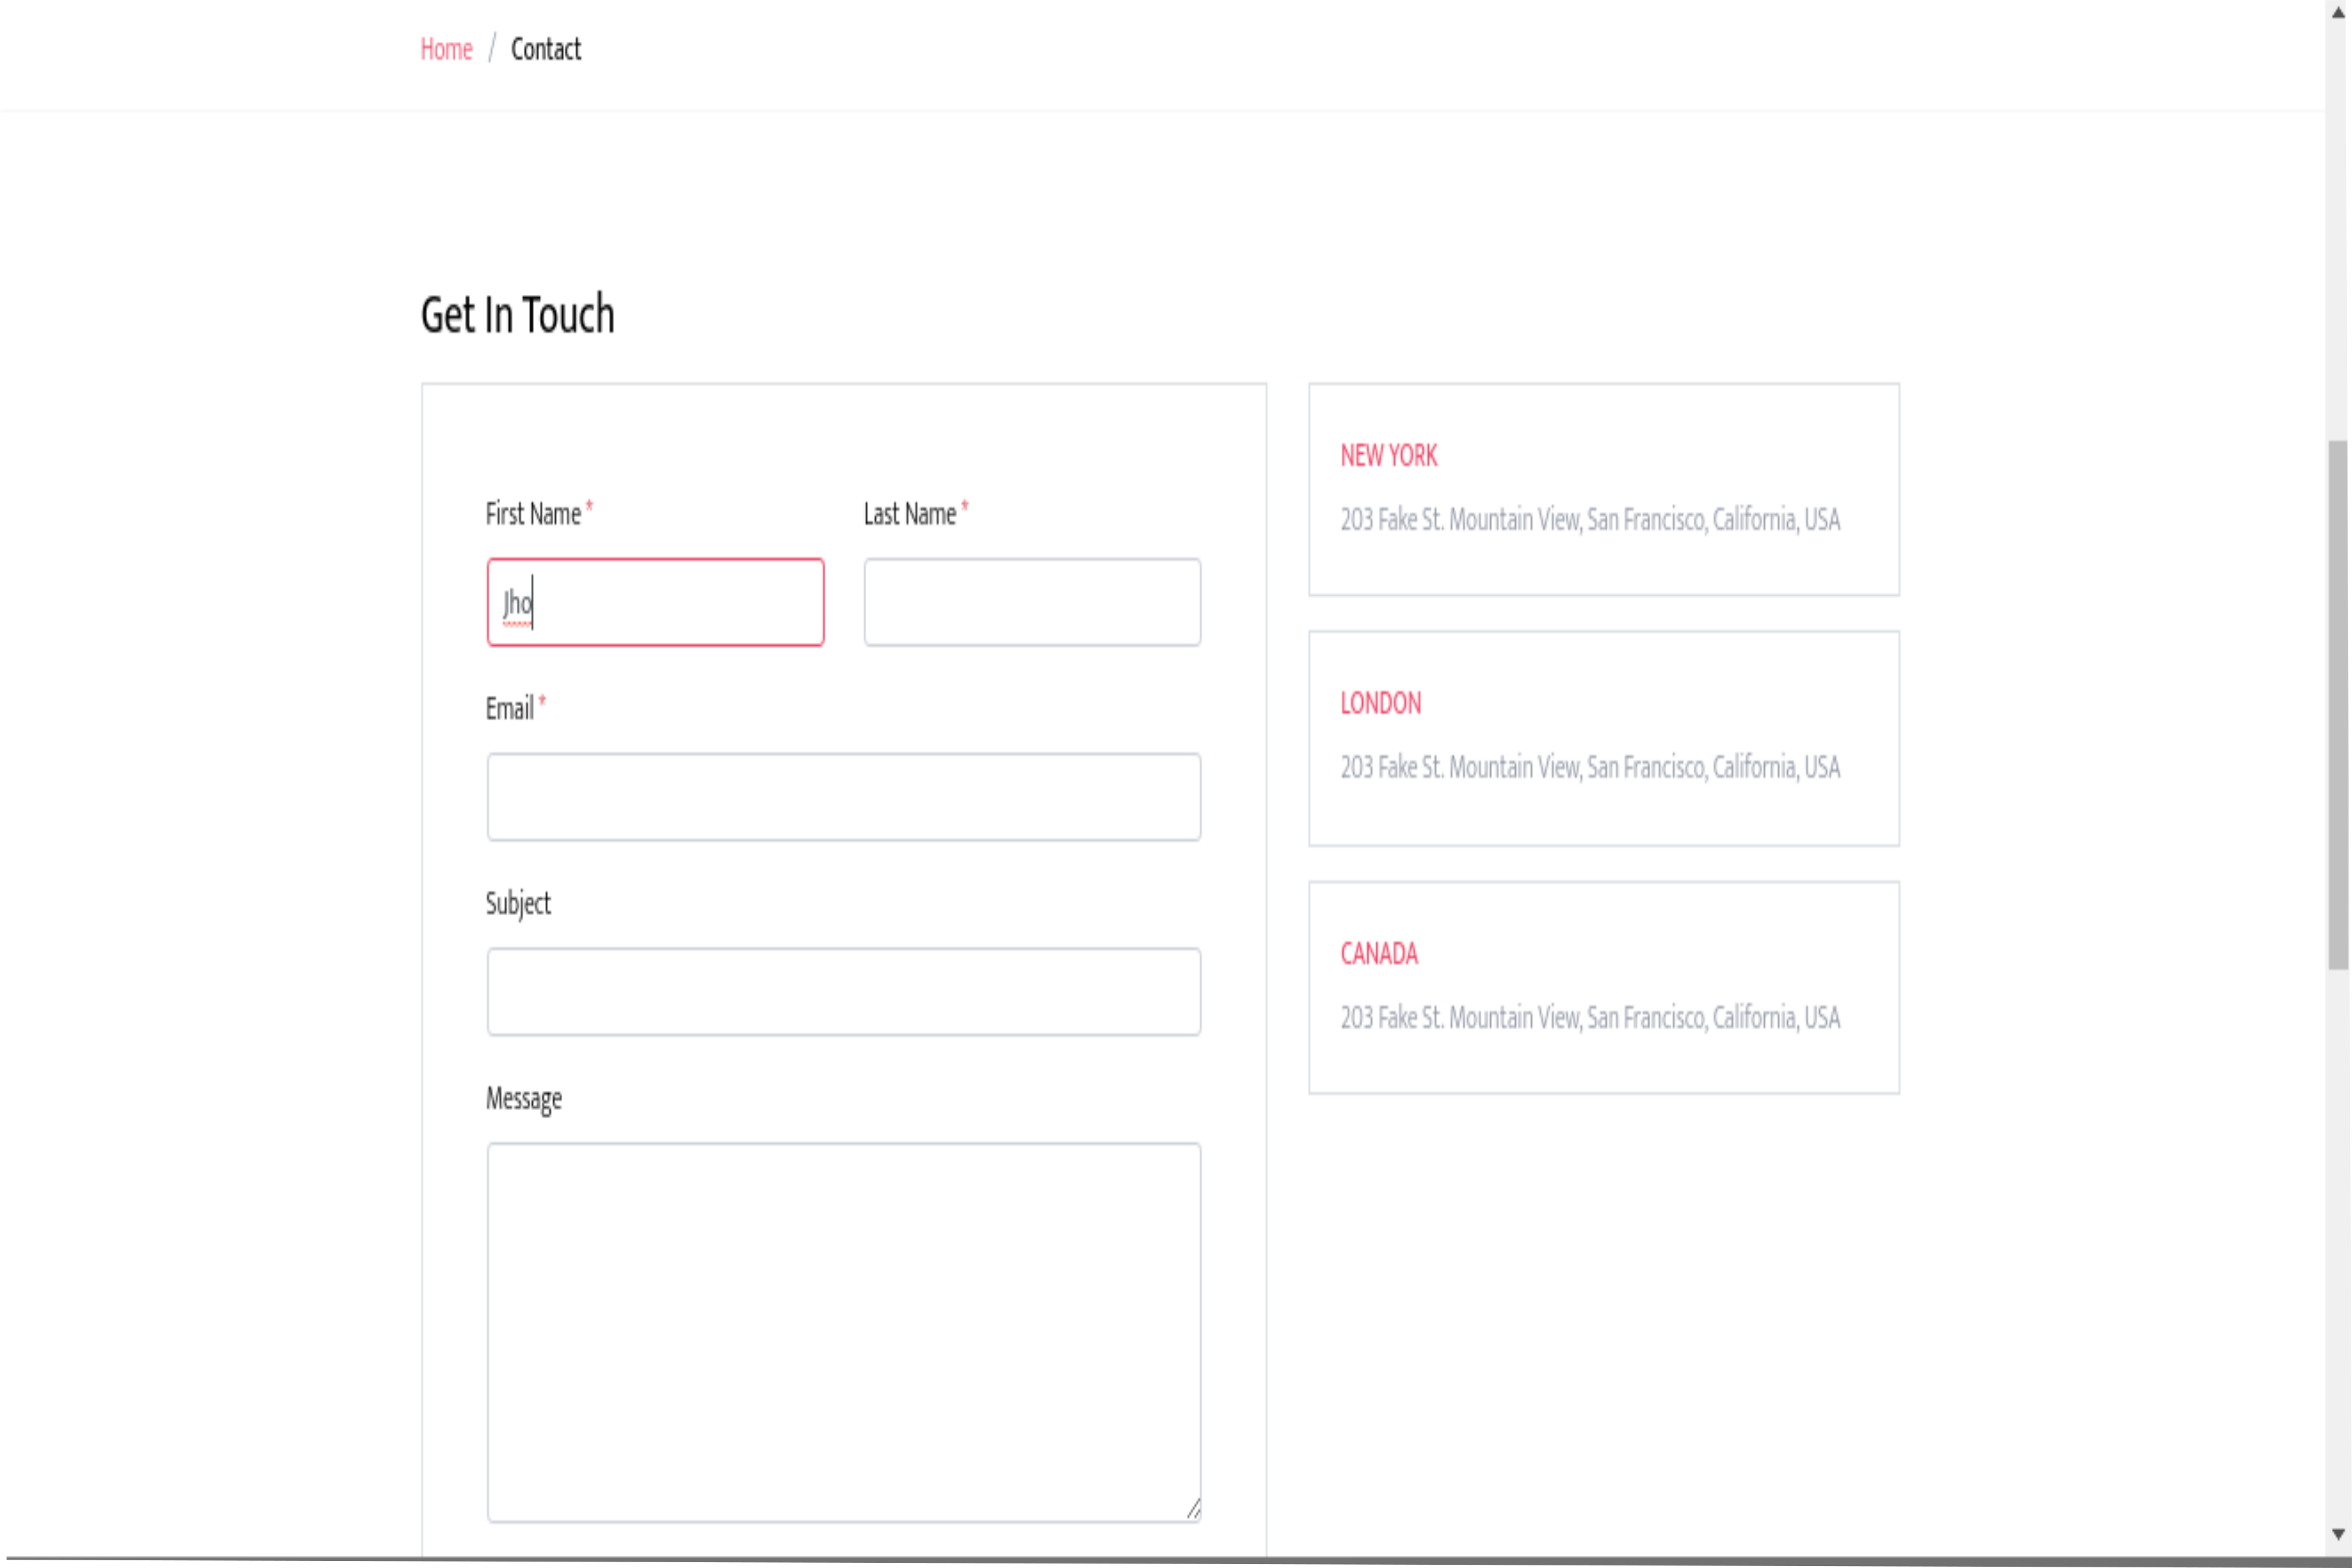 Home / Contact
Get In Touch
First Name *
Last Name *
Jho
Email *
Subject
Message
NEW YORK
203 Fake St. Mountain View, San Francisco, California, USA
LONDON
203 Fake St. Mountain View, San Francisco, California, USA
CANADA
203 Fake St. Mountain View, San Francisco, California, USA